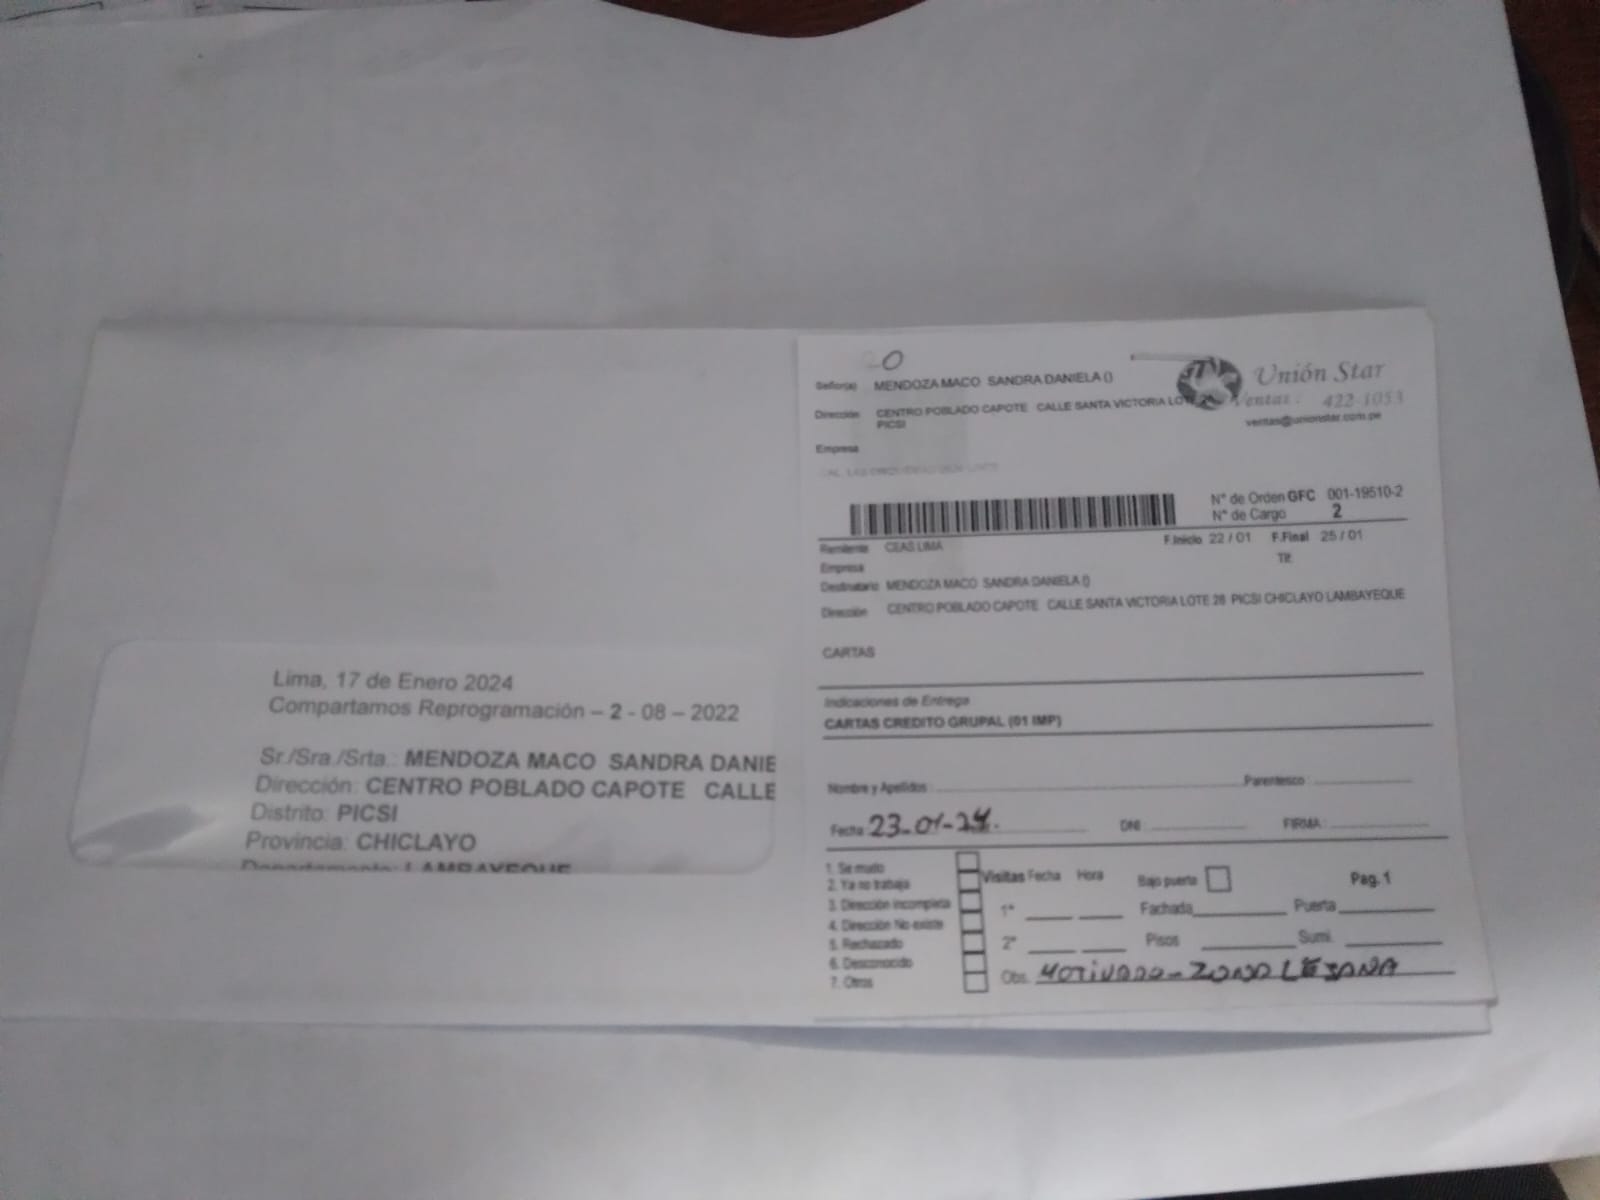 Lima, 17 de Enero 2024
Compartamos Reprogramación – 2 - 08 – 2022
Sr./Sra./Srta.: MENDOZA MACO SANDRA DANIE
Dirección: CENTRO POBLADO CAPOTE CALLE
Distrito: PICSI
Provincia: CHICLAYO
Departamento: LAMBAYEQUE
Señor(a) MENDOZA MACO SANDRA DANIELA ()
Dirección CENTRO POBLADO CAPOTE CALLE SANTA VICTORIA LOTE
PICSI
Empresa
Unión Star
Ventas : 422-1053
ventas@unionstar.com.pe
N° de Orden GFC 001-19510-2
N° de Cargo 2
Remitente CEAS LIMA
F.Inicio 22 / 01 F.Final 25 / 01
Empresa
Tlf.
Destinatario MENDOZA MACO SANDRA DANIELA ()
Dirección CENTRO POBLADO CAPOTE CALLE SANTA VICTORIA LOTE 28 PICSI CHICLAYO LAMBAYEQUE
CARTAS
Indicaciones de Entrega
CARTAS CREDITO GRUPAL (01 IMP)
Nombre y Apellidos : Parentesco :
Fecha 23-01-24. DNI FIRMA :
1. Se mudo
2. Ya no trabaja
3. Dirección incompleta
4. Dirección No existe
5. Rechazado
6. Desconocido
7. Otros
Visitas Fecha Hora Bajo puerta Pag. 1
1° Fachada Puerta
2° Pisos Sumi.
Obs. MOTIVADO - ZONA LEJANA